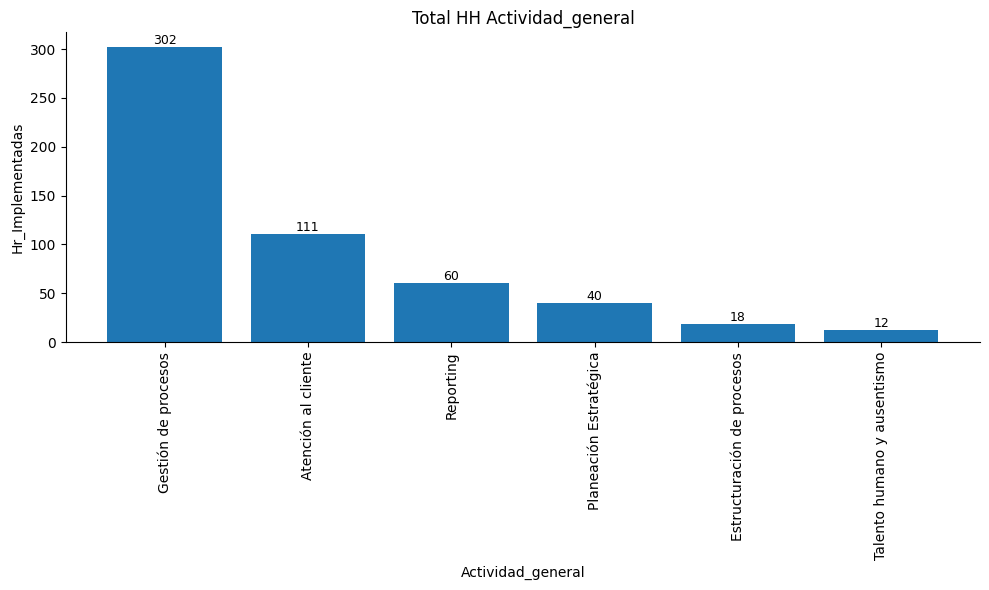 Total HH Actividad_general
Hr_Implementadas
300
250
200
150
100
50
0
302
111
60
40
18
12
Gestión de procesos
Atención al cliente
Reporting
Planeación Estratégica
Estructuración de procesos
Talento humano y ausentismo
Actividad_general